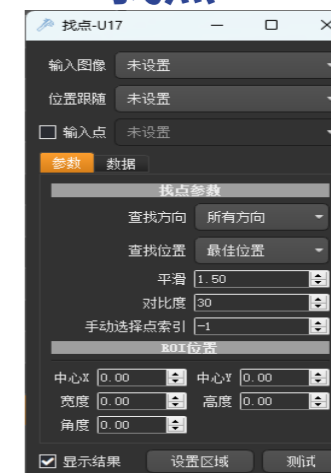 找点
找点-U17
输入图像 未设置
位置跟随 未设置
输入点 未设置
参数 数据
找点参数
查找方向 所有方向
查找位置 最佳位置
平滑 1.50
对比度 30
手动选择点索引 -1
ROI位置
中心X 0.00 中心Y 0.00
宽度 0.00 高度 0.00
角度 0.00
显示结果 设置区域 测试